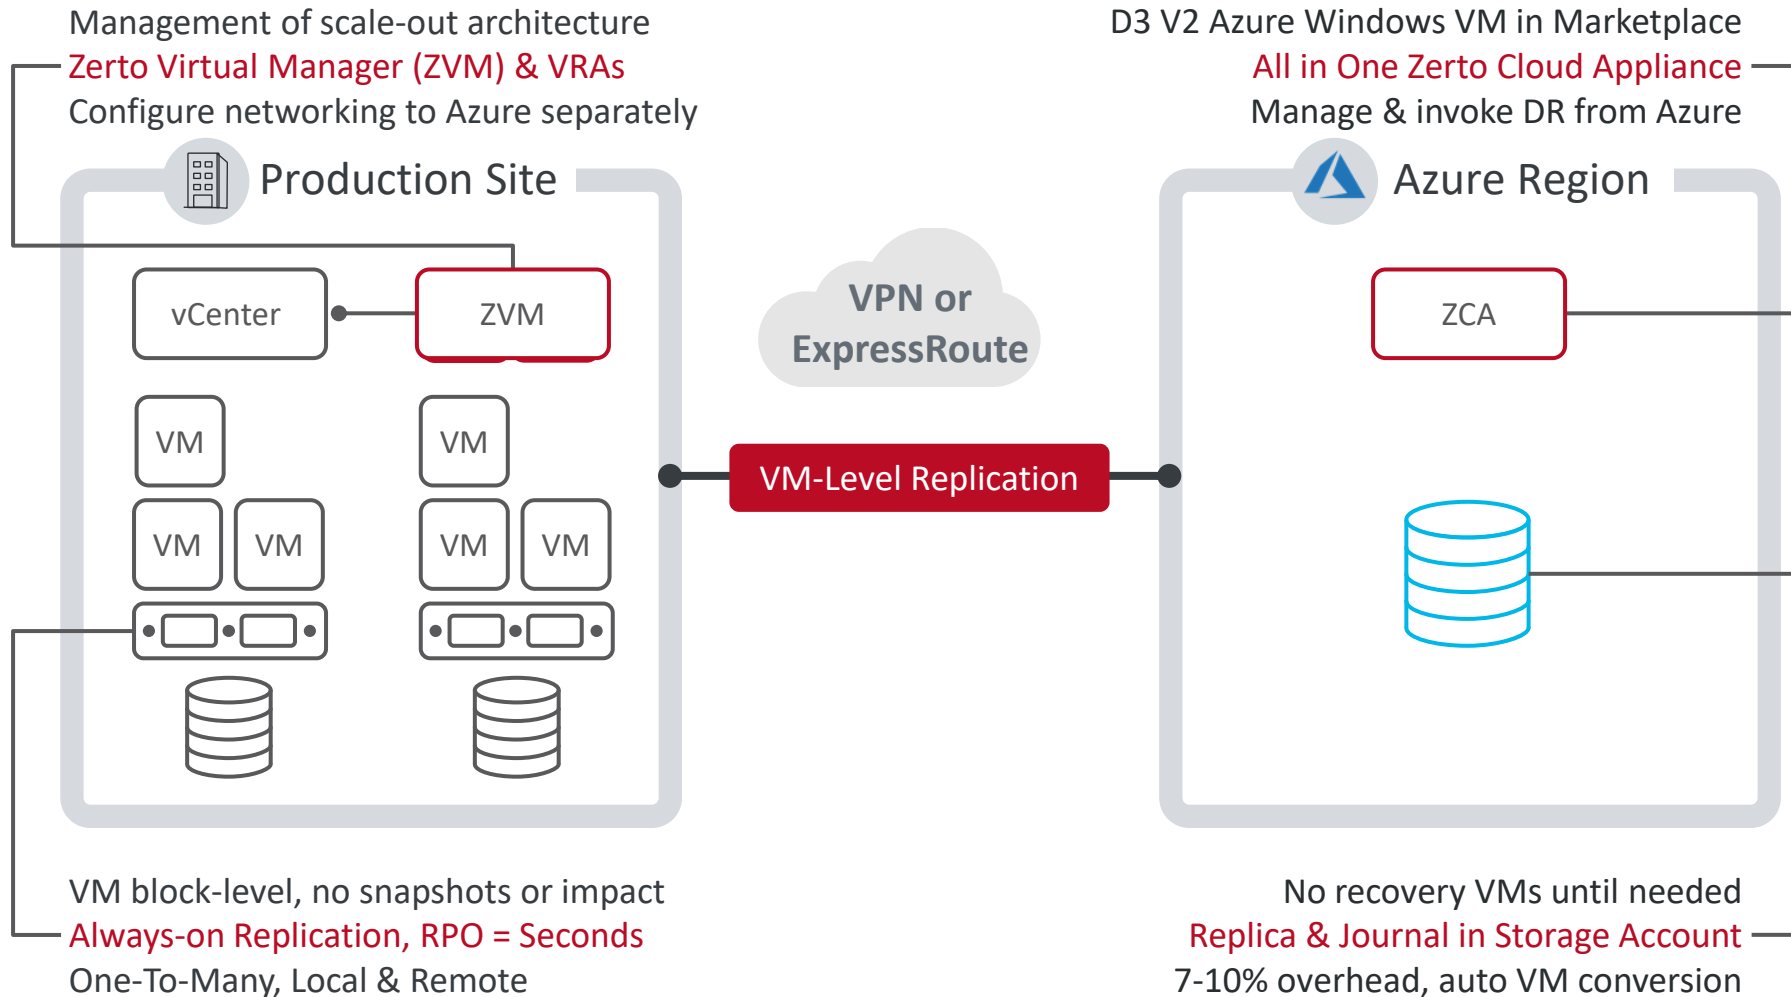 Management of scale-out architecture
Zerto Virtual Manager (ZVM) & VRAs
Configure networking to Azure separately
D3 V2 Azure Windows VM in Marketplace
All in One Zerto Cloud Appliance
Manage & invoke DR from Azure
Production Site
Azure Region
vCenter
ZVM
VPN or
ExpressRoute
ZCA
VM
VM
VM-Level Replication
VM
VM
VM
VM
VM block-level, no snapshots or impact
Always-on Replication, RPO = Seconds
One-To-Many, Local & Remote
No recovery VMs until needed
Replica & Journal in Storage Account
7-10% overhead, auto VM conversion